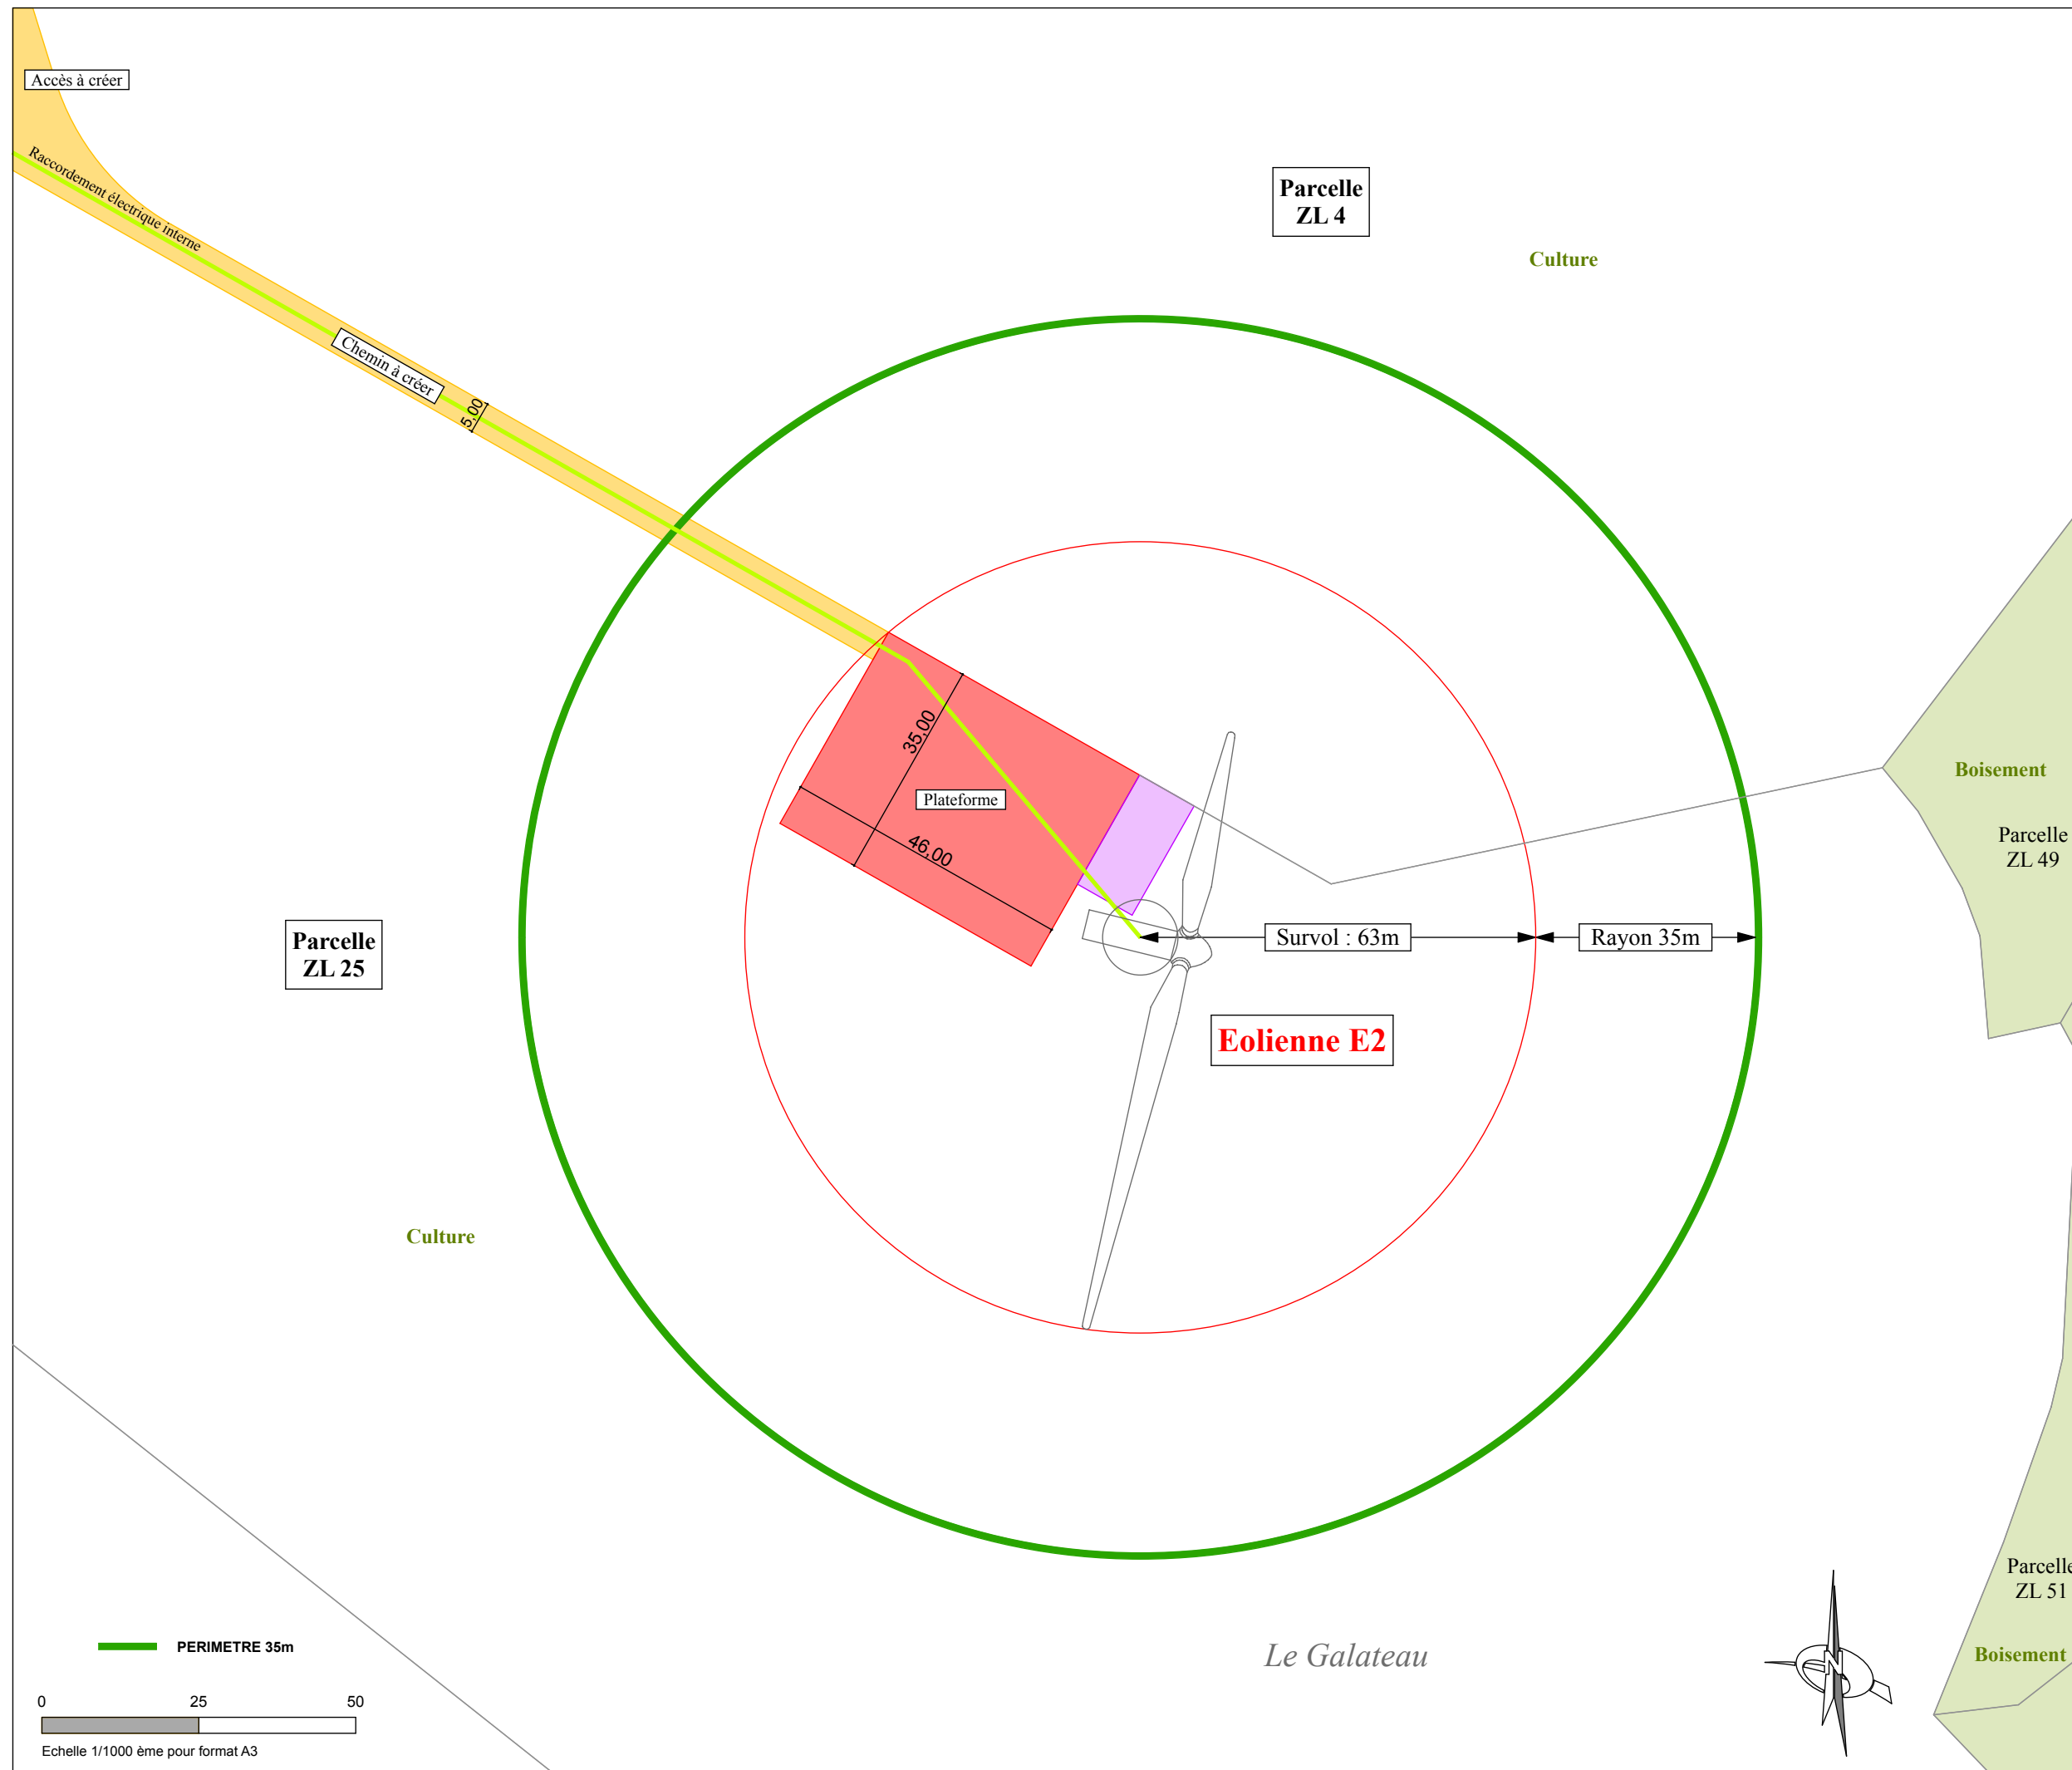 Accès à créer
Raccordement électrique interne
Parcelle
ZL 4
Culture
Chemin à créer
5,00
35,00
Plateforme
46,00
Boisement
Parcelle
ZL 49
Parcelle
ZL 25
Survol : 63m
Rayon 35m
Eolienne E2
Culture
Parcelle
ZL 51
Boisement
Le Galateau
N
PERIMETRE 35m
0 25 50
Echelle 1/1000 ème pour format A3